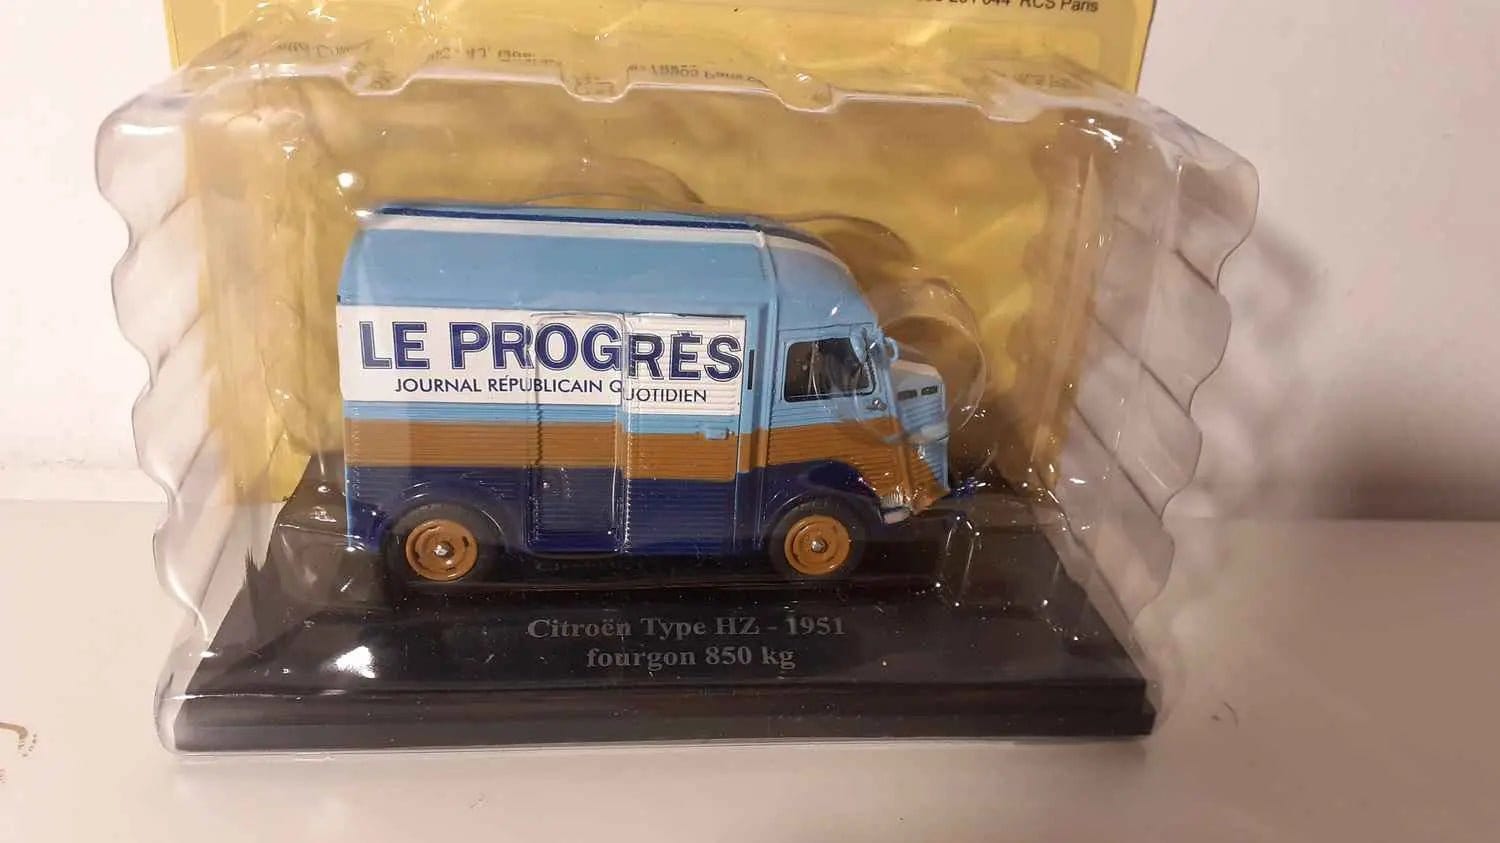 RCS Paris
LE PROGRÈS
JOURNAL RÉPUBLICAIN QUOTIDIEN
Citroën Type HZ - 1951
fourgon 850 kg